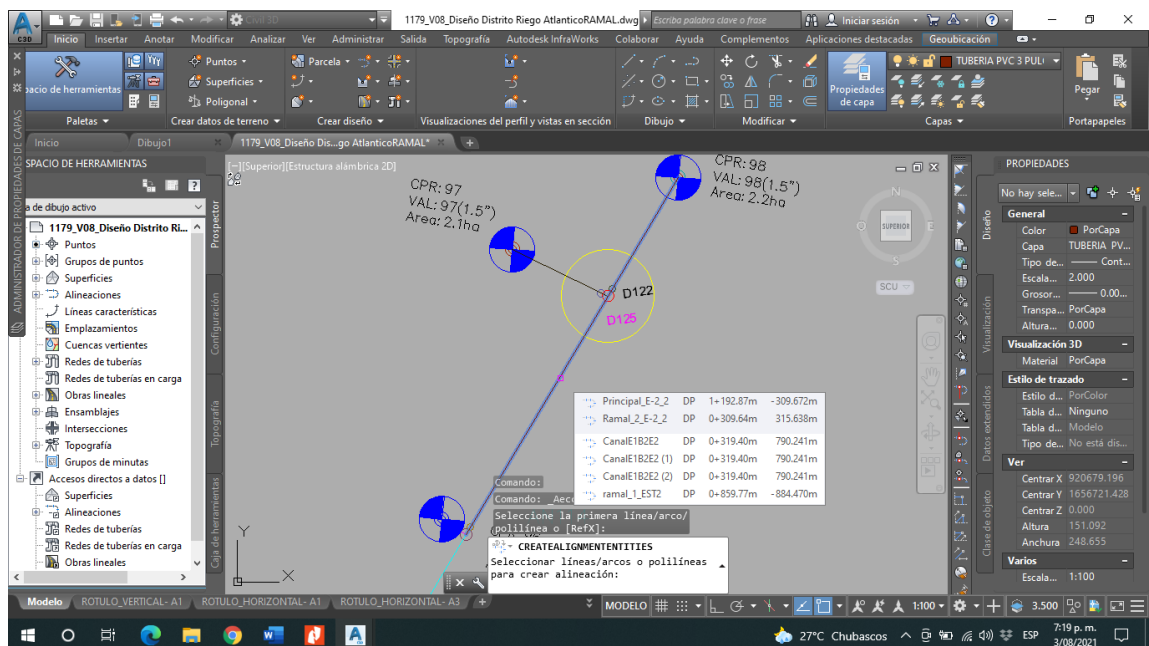 Civil 3D
1179_V08_Diseño Distrito Riego AtlanticoRAMAL.dwg
Escriba palabra clave o frase
Iniciar sesión
C3D
Inicio
Insertar
Anotar
Modificar
Analizar
Ver
Administrar
Salida
Topografía
Autodesk InfraWorks
Colaborar
Ayuda
Complementos
Aplicaciones destacadas
Geoubicación
pacio de herramientas
Puntos
Superficies
Poligonal
Parcela
Propiedades
de capa
TUBERIA PVC 3 PUL
Pegar
Paletas
Crear datos de terreno
Crear diseño
Visualizaciones del perfil y vistas en sección
Dibujo
Modificar
Capas
Portapapeles
Inicio
Dibujo1
1179_V08_Diseño Dis...go AtlanticoRAMAL*
ADMINISTRADOR DE PROPIEDADES DE CAPAS
SPACIO DE HERRAMIENTAS
a de dibujo activo
1179_V08_Diseño Distrito Ri...
Puntos
Grupos de puntos
Superficies
Alineaciones
Líneas características
Emplazamientos
Cuencas vertientes
Redes de tuberías
Redes de tuberías en carga
Obras lineales
Ensamblajes
Intersecciones
Topografía
Grupos de minutas
Accesos directos a datos []
Superficies
Alineaciones
Redes de tuberías
Redes de tuberías en carga
Obras lineales
Prospector
Configuración
Topografía
Caja de herramientas
[−][Superior][Estructura alámbrica 2D]
CPR: 97
VAL: 97(1.5")
Area: 2.1ha
CPR: 98
VAL: 98(1.5")
Area: 2.2ha
D122
D125
N
O
SUPERIOR
E
S
SCU
Principal_E-2_2 DP 1+192.87m -309.672m
Ramal_2_E-2_2 DP 0+309.64m 315.638m
CanalE1B2E2 DP 0+319.40m 790.241m
CanalE1B2E2 (1) DP 0+319.40m 790.241m
CanalE1B2E2 (2) DP 0+319.40m 790.241m
ramal_1_EST2 DP 0+859.77m -884.470m
Comando:
Comando: _Aecc
Seleccione la primera línea/arco/
polilínea o [RefX]:
CREATEALIGNMENTENTITIES
Seleccionar líneas/arcos o polilíneas
para crear alineación:
Y
X
PROPIEDADES
No hay sele...
General
Color PorCapa
Capa TUBERIA PV...
Tipo de... Cont...
Escala... 2.000
Grosor... 0.00...
Transpa... PorCapa
Altura... 0.000
Visualización 3D
Material PorCapa
Estilo de trazado
Estilo d... PorColor
Tabla d... Ninguno
Tabla d... Modelo
Tipo de... No está dis...
Ver
Centrar X 920679.196
Centrar Y 1656721.428
Centrar Z 0.000
Altura 151.092
Anchura 248.655
Varios
Escala... 1:100
Diseño
Visualización
Datos extendidos
Clase de objeto
Modelo
ROTULO_VERTICAL- A1
ROTULO_HORIZONTAL- A1
ROTULO_HORIZONTAL- A3
MODELO
1:100
3.500
27°C Chubascos
ESP
7:19 p. m.
3/08/2021